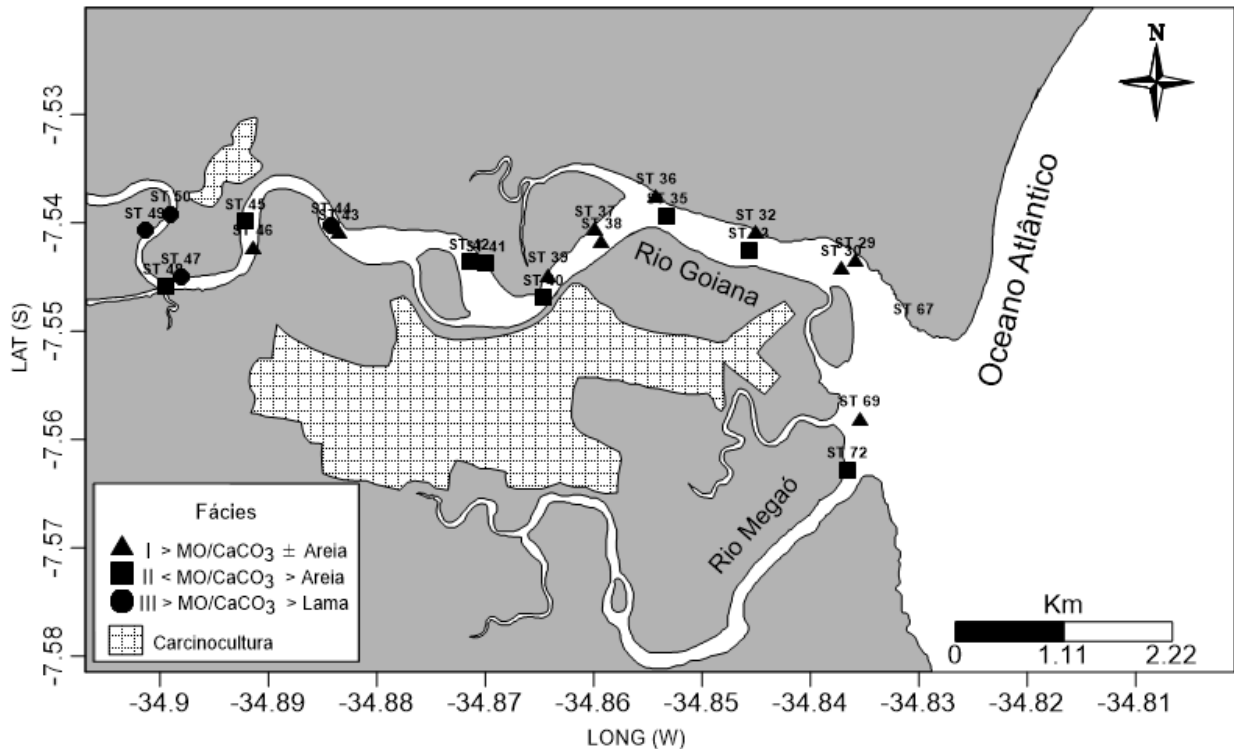 N
-7.53
-7.54
-7.55
-7.56
-7.57
-7.58
LAT (S)
ST 36
ST 35
ST 50
ST 49
ST 45
ST 44
ST 43
ST 46
ST 37
ST 38
ST 32
ST 29
ST 30
ST 42
ST 41
ST 39
ST 47
ST 48
ST 67
ST 69
ST 72
Rio Goiana
Oceano Atlântico
Rio Megaó
Fácies
I > MO/CaCO3 ± Areia
II < MO/CaCO3 > Areia
III > MO/CaCO3 > Lama
Carcinocultura
Km
0 1.11 2.22
-34.9 -34.89 -34.88 -34.87 -34.86 -34.85 -34.84 -34.83 -34.82 -34.81
LONG (W)